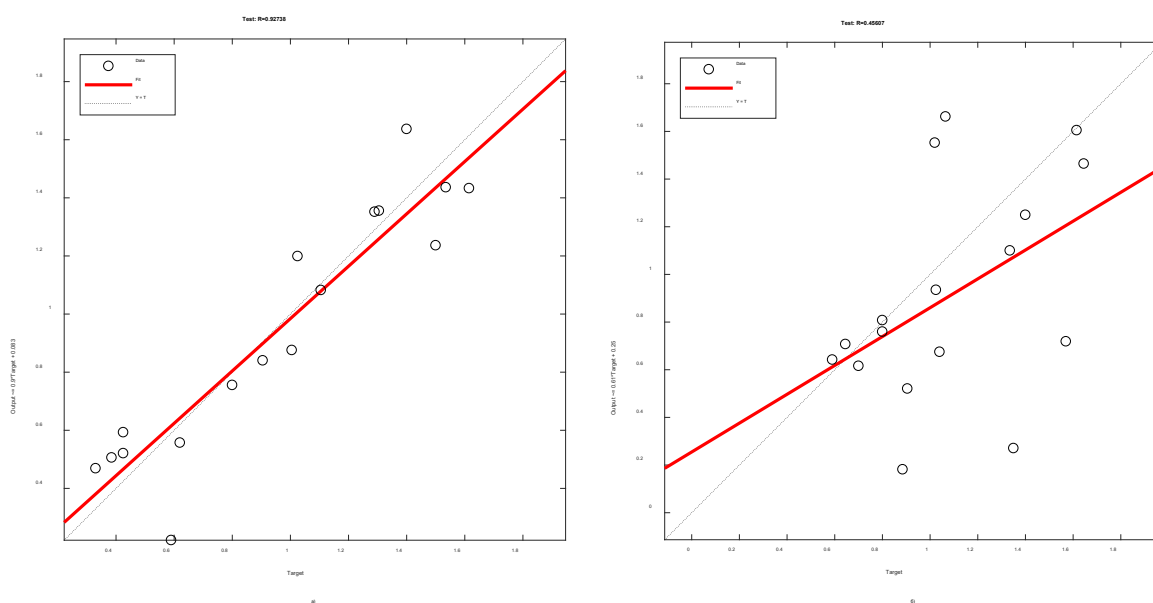 Test: R=0.92738
Data
Fit
Y = T
1.8
1.6
1.4
1.2
1
0.8
0.6
0.4
Output ~= 0.9*Target + 0.083
0.4 0.6 0.8 1 1.2 1.4 1.6 1.8
Target
a)
Test: R=0.45607
Data
Fit
Y = T
1.8
1.6
1.4
1.2
1
0.8
0.6
0.4
0.2
0
Output ~= 0.61*Target + 0.25
0 0.2 0.4 0.6 0.8 1 1.2 1.4 1.6 1.8
Target